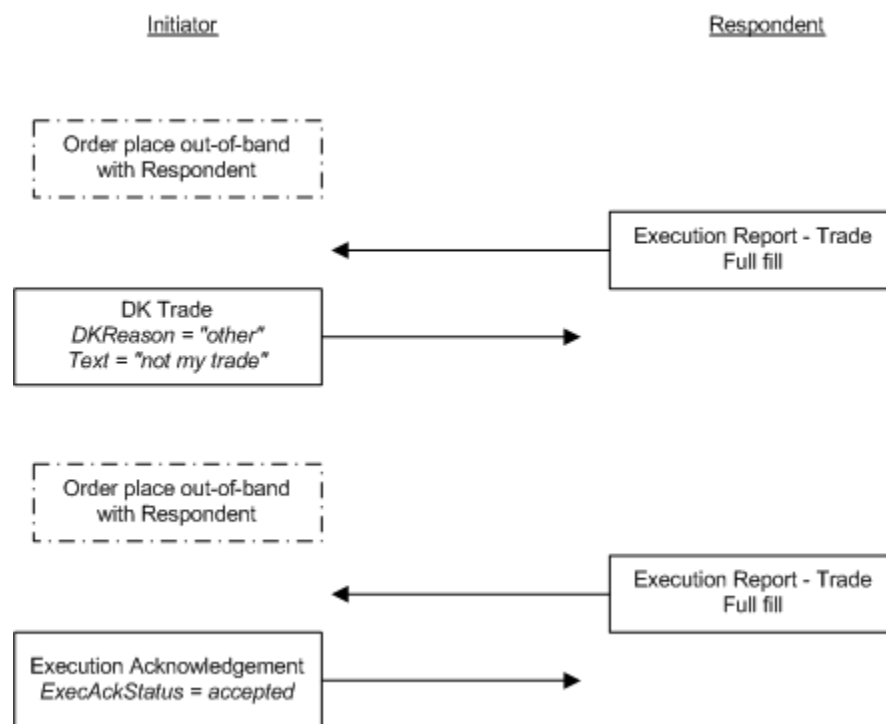 Initiator
Respondent
Order place out-of-band
with Respondent
Execution Report - Trade
Full fill
DK Trade
DKReason = "other"
Text = "not my trade"
Order place out-of-band
with Respondent
Execution Report - Trade
Full fill
Execution Acknowledgement
ExecAckStatus = accepted